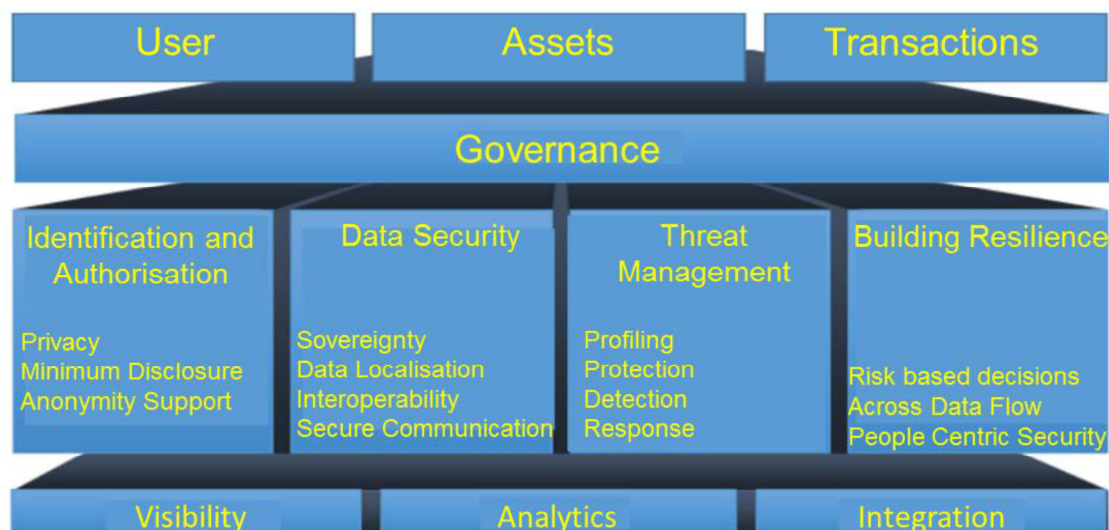 User
Assets
Transactions
Governance
Identification and
Authorisation
Privacy
Minimum Disclosure
Anonymity Support
Data Security
Sovereignty
Data Localisation
Interoperability
Secure Communication
Threat
Management
Profiling
Protection
Detection
Response
Building Resilience
Risk based decisions
Across Data Flow
People Centric Security
Visibility
Analytics
Integration